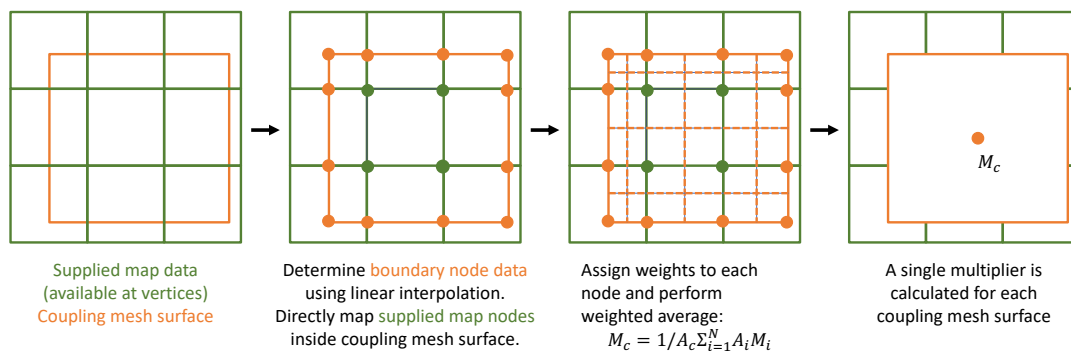 M_c
Supplied map data
(available at vertices)
Coupling mesh surface
Determine boundary node data
using linear interpolation.
Directly map supplied map nodes
inside coupling mesh surface.
Assign weights to each
node and perform
weighted average:
M_c = 1/A_c Σ_{i=1}^N A_i M_i
A single multiplier is
calculated for each
coupling mesh surface